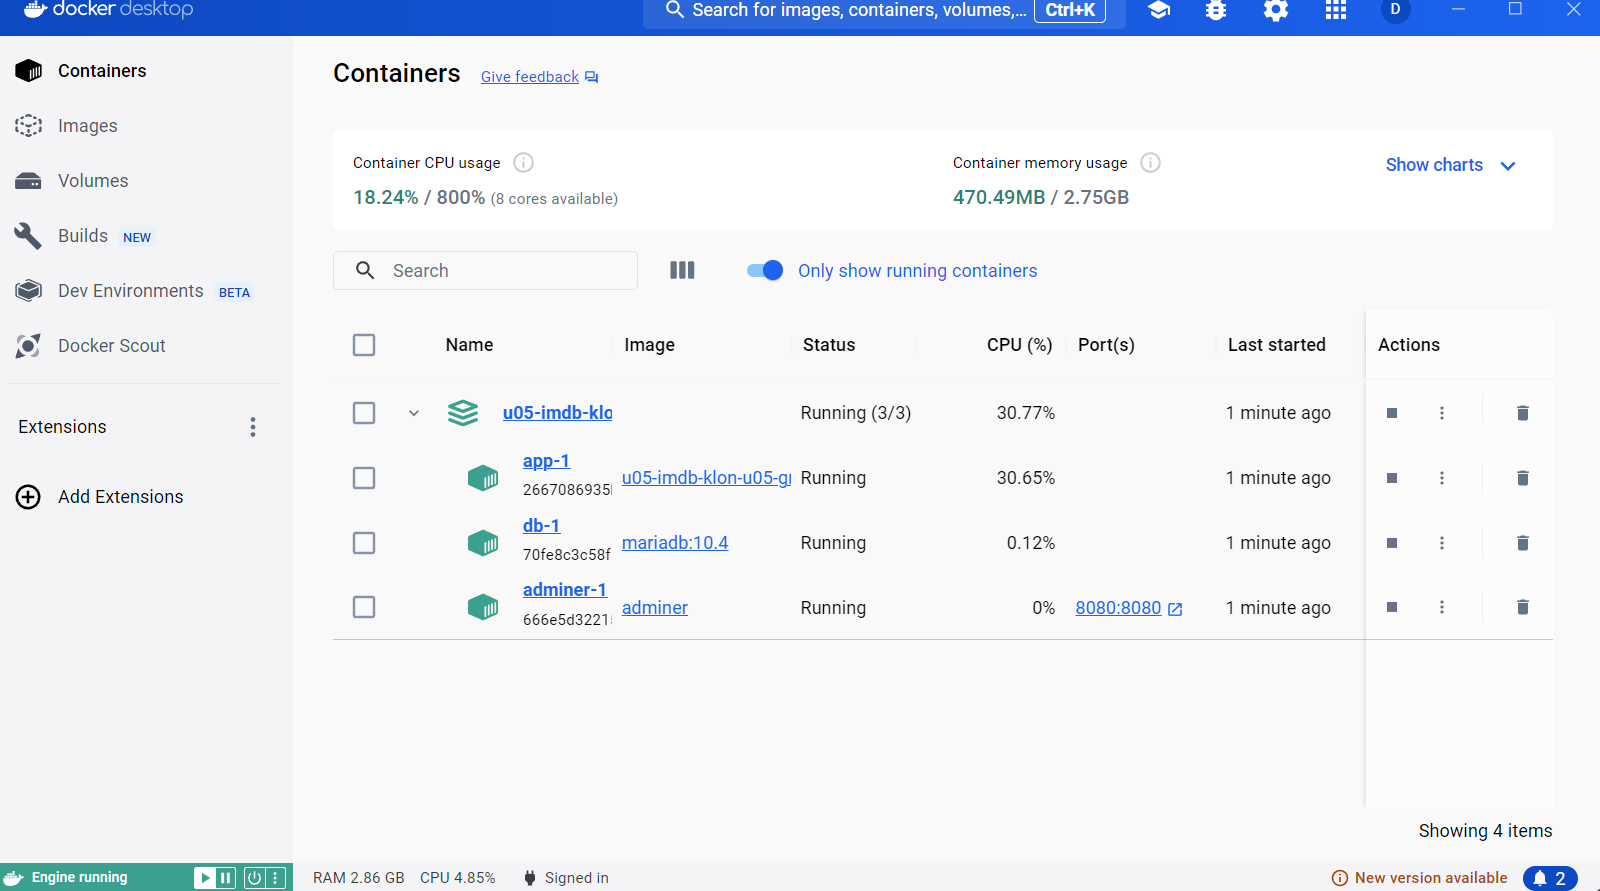 docker desktop
Search for images, containers, volumes,... Ctrl+K
D
Containers
Images
Volumes
Builds NEW
Dev Environments BETA
Docker Scout
Extensions
Add Extensions
Containers Give feedback
Container CPU usage
18.24% / 800% (8 cores available)
Container memory usage
470.49MB / 2.75GB
Show charts
Search
Only show running containers
Name Image Status CPU (%) Port(s) Last started Actions
u05-imdb-klo Running (3/3) 30.77% 1 minute ago
app-1
2667086935 u05-imdb-klon-u05-gr Running 30.65% 1 minute ago
db-1
70fe8c3c58f mariadb:10.4 Running 0.12% 1 minute ago
adminer-1
666e5d3221 adminer Running 0% 8080:8080 1 minute ago
Showing 4 items
Engine running
RAM 2.86 GB CPU 4.85% Signed in
New version available 2